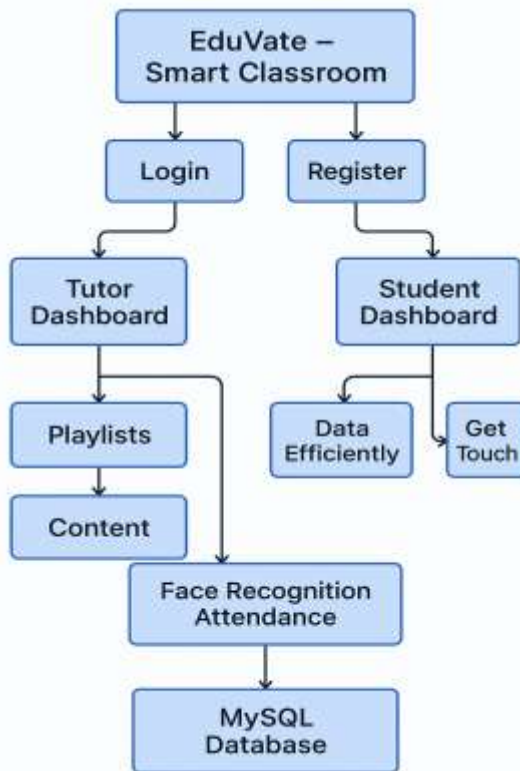 EduVate –
Smart Classroom
Login
Register
Tutor
Dashboard
Student
Dashboard
Playlists
Data
Efficiently
Get
Touch
Content
Face Recognition
Attendance
MySQL
Database